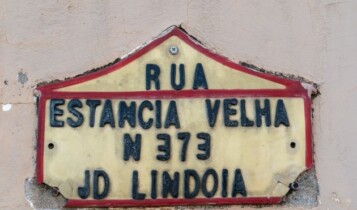 RUA
ESTANCIA VELHA
N 373
JD LINDOIA